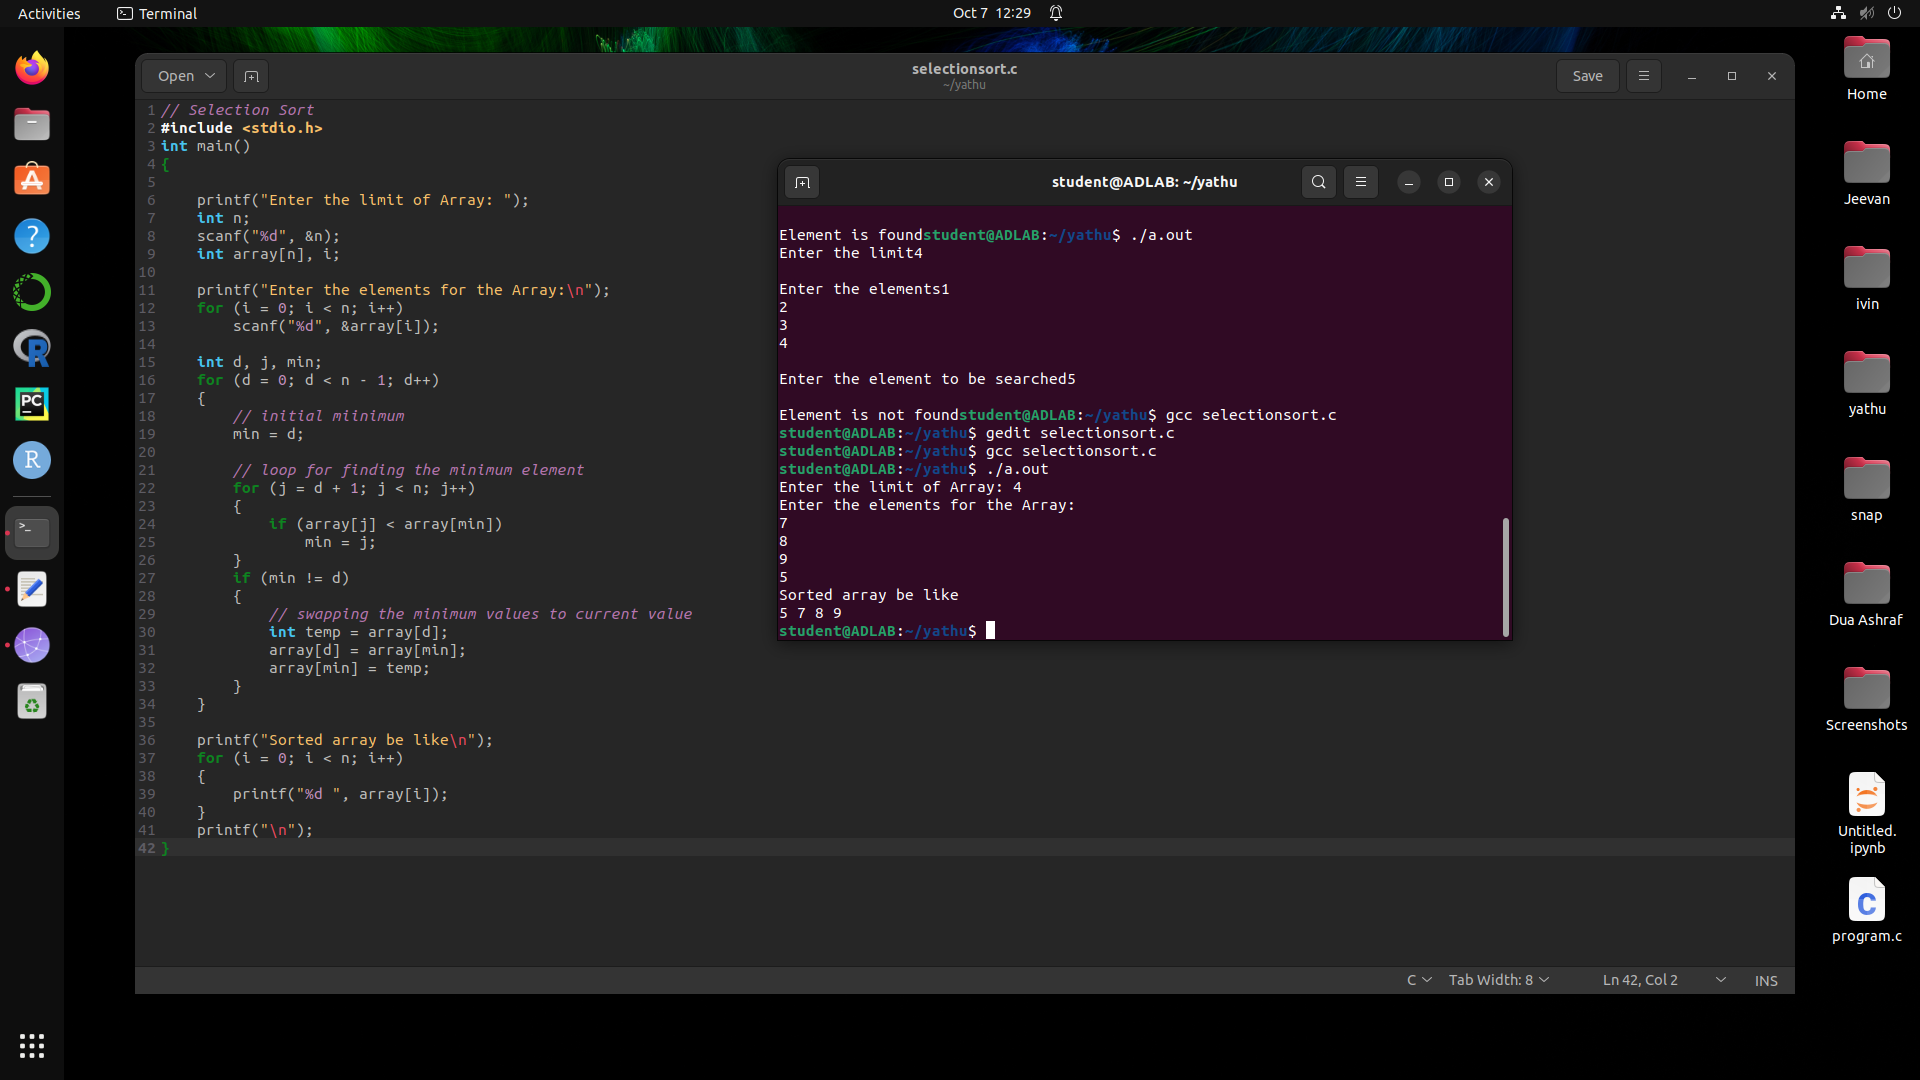 Activities
Terminal
Oct 7 12:29
Open
selectionsort.c
~/yathu
Save
1 // Selection Sort
2 #include <stdio.h>
3 int main()
4 {
5
6     printf("Enter the limit of Array: ");
7     int n;
8     scanf("%d", &n);
9     int array[n], i;
10
11     printf("Enter the elements for the Array:\n");
12     for (i = 0; i < n; i++)
13         scanf("%d", &array[i]);
14
15     int d, j, min;
16     for (d = 0; d < n - 1; d++)
17     {
18         // initial miinimum
19         min = d;
20
21         // loop for finding the minimum element
22         for (j = d + 1; j < n; j++)
23         {
24             if (array[j] < array[min])
25                 min = j;
26         }
27         if (min != d)
28         {
29             // swapping the minimum values to current value
30             int temp = array[d];
31             array[d] = array[min];
32             array[min] = temp;
33         }
34     }
35
36     printf("Sorted array be like\n");
37     for (i = 0; i < n; i++)
38     {
39         printf("%d ", array[i]);
40     }
41     printf("\n");
42 }
C
Tab Width: 8
Ln 42, Col 2
INS
student@ADLAB: ~/yathu
Element is foundstudent@ADLAB:~/yathu$ ./a.out
Enter the limit4
Enter the elements1
2
3
4
Enter the element to be searched5
Element is not foundstudent@ADLAB:~/yathu$ gcc selectionsort.c
student@ADLAB:~/yathu$ gedit selectionsort.c
student@ADLAB:~/yathu$ gcc selectionsort.c
student@ADLAB:~/yathu$ ./a.out
Enter the limit of Array: 4
Enter the elements for the Array:
7
8
9
5
Sorted array be like
5 7 8 9
student@ADLAB:~/yathu$
Home
Jeevan
ivin
yathu
snap
Dua Ashraf
Screenshots
Untitled.
ipynb
C
program.c
?
R
PC
R
>_